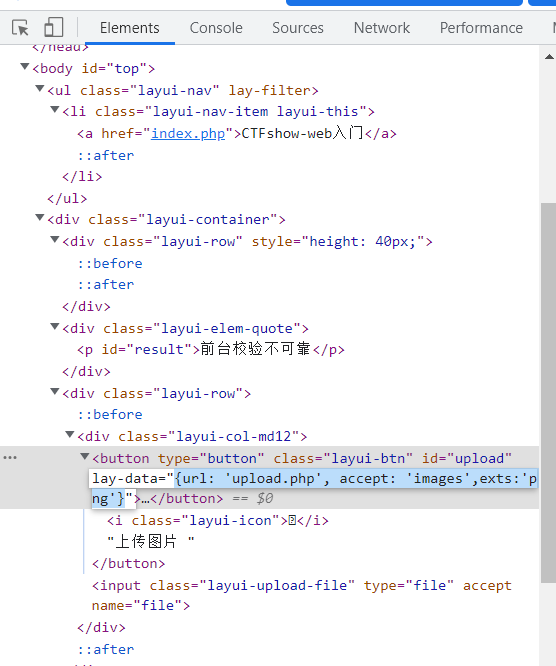 Elements Console Sources Network Performance
</head>
<body id="top">
<ul class="layui-nav" lay-filter>
<li class="layui-nav-item layui-this">
<a href="index.php">CTFshow-web入门</a>
::after
</li>
</ul>
<div class="layui-container">
<div class="layui-row" style="height: 40px;">
::before
::after
</div>
<div class="layui-elem-quote">
<p id="result">前台校验不可靠</p>
</div>
<div class="layui-row">
::before
<div class="layui-col-md12">
<button type="button" class="layui-btn" id="upload"
lay-data="{url: 'upload.php', accept: 'images',exts:'p
ng'}">…</button> == $0
<i class="layui-icon"></i>
"上传图片 "
</button>
<input class="layui-upload-file" type="file" accept
name="file">
</div>
::after